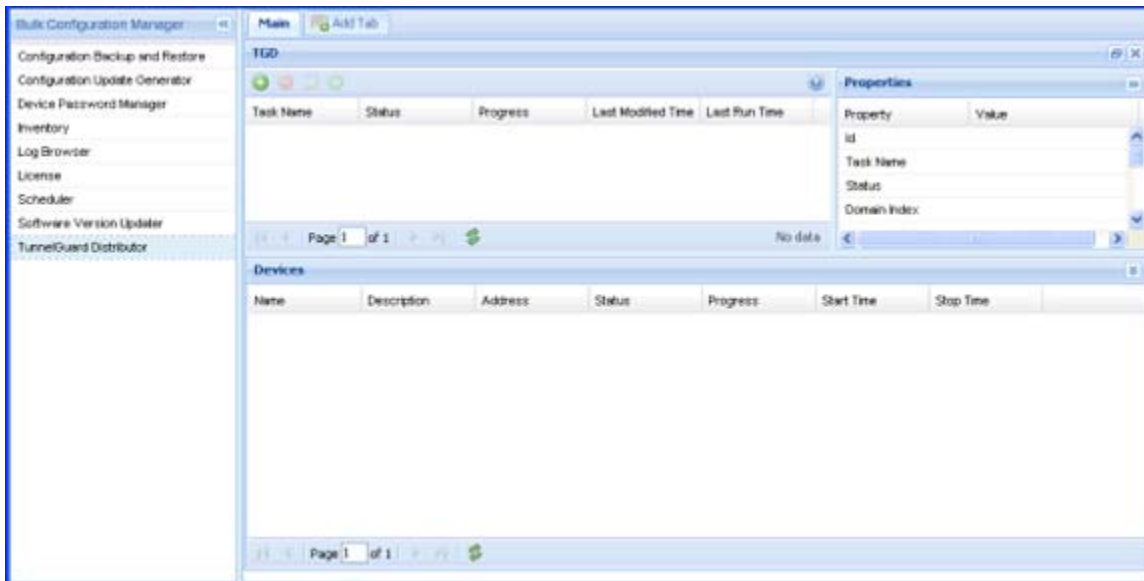 Bulk Configuration Manager
Configuration Backup and Restore
Configuration Update Generator
Device Password Manager
Inventory
Log Browser
License
Scheduler
Software Version Updater
TunnelGuard Distributor
Main Add Tab
TGD
Task Name Status Progress Last Modified Time Last Run Time
Page 1 of 1 No data
Properties
Property Value
Id
Task Name
Status
Domain Index
Devices
Name Description Address Status Progress Start Time Stop Time
Page 1 of 1